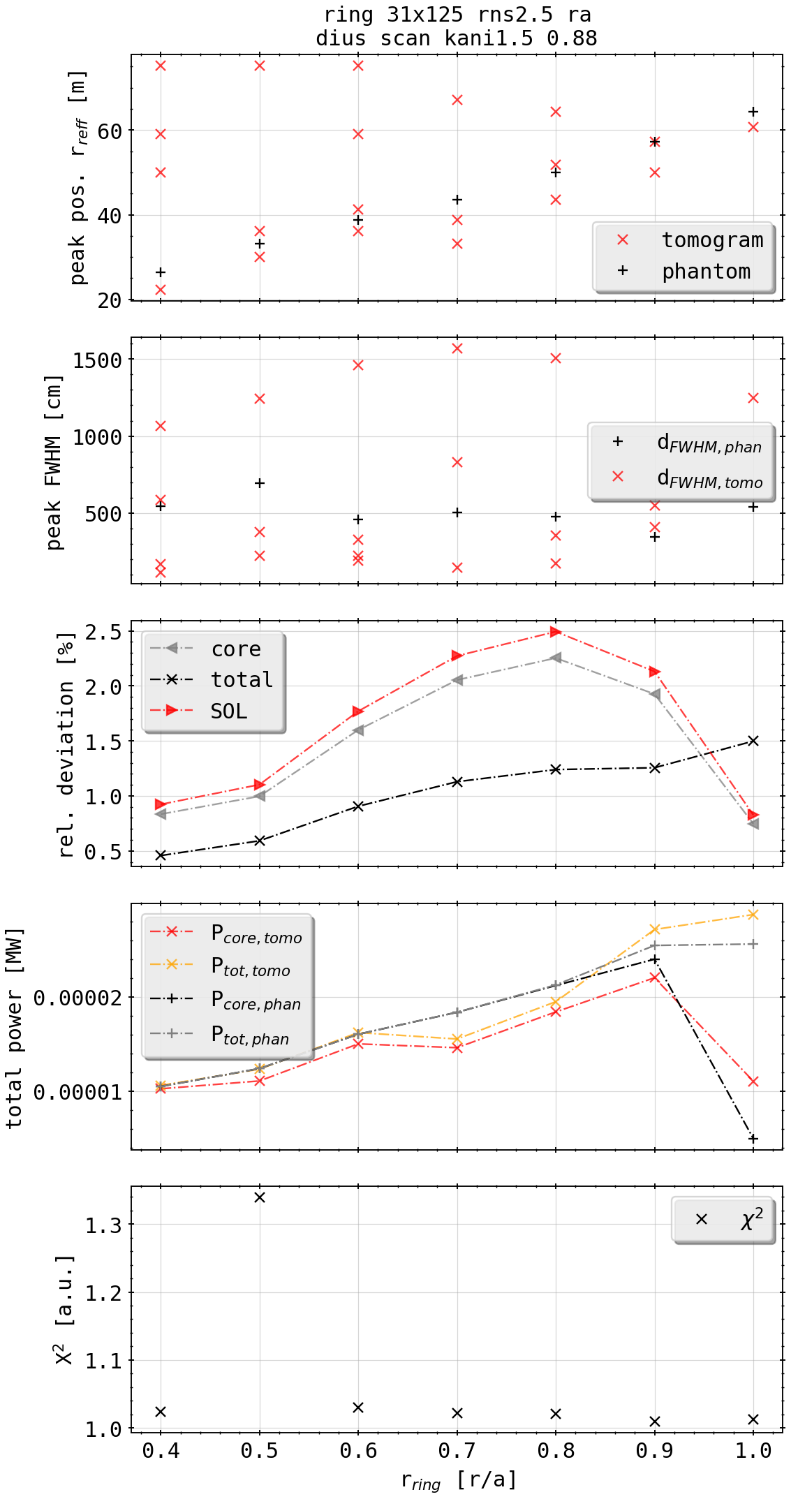 ring 31x125 rns2.5 ra
dius scan kani1.5 0.88
peak pos. r_reff [m]
60
40
20
tomogram
phantom
peak FWHM [cm]
1500
1000
500
d_FWHM,phan
d_FWHM,tomo
rel. deviation [%]
2.5
2.0
1.5
1.0
0.5
core
total
SOL
total power [MW]
0.00002
0.00001
P_core,tomo
P_tot,tomo
P_core,phan
P_tot,phan
X² [a.u.]
1.3
1.2
1.1
1.0
χ²
0.4 0.5 0.6 0.7 0.8 0.9 1.0
r_ring [r/a]